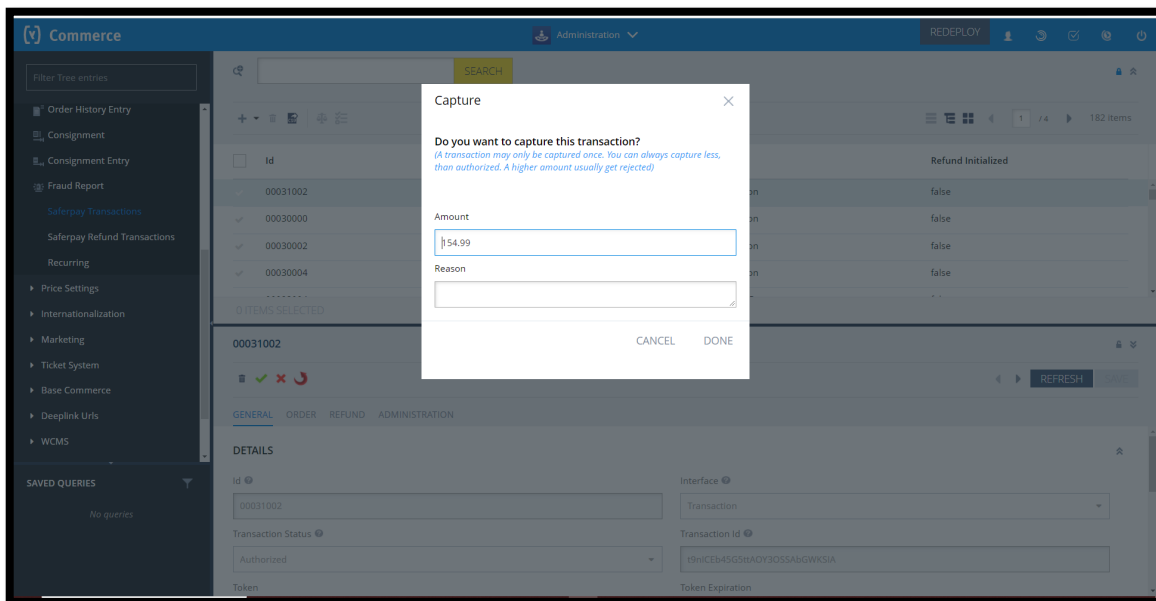 (y) Commerce
Administration
REDEPLOY
Filter Tree entries
Order History Entry
Consignment
Consignment Entry
Fraud Report
Saferpay Transactions
Saferpay Refund Transactions
Recurring
Price Settings
Internationalization
Marketing
Ticket System
Base Commerce
Deeplink Urls
WCMS
SAVED QUERIES
No queries
SEARCH
1 / 4 182 items
Id Refund Initialized
00031002 on false
00030000 on false
00030002 on false
00030004 on false
0 ITEMS SELECTED
Capture
Do you want to capture this transaction?
(A transaction may only be captured once. You can always capture less,
than authorized. A higher amount usually get rejected)
Amount
154.99
Reason
CANCEL DONE
00031002
REFRESH SAVE
GENERAL ORDER REFUND ADMINISTRATION
DETAILS
Id Interface
00031002 Transaction
Transaction Status Transaction Id
Authorized
Token Token Expiration